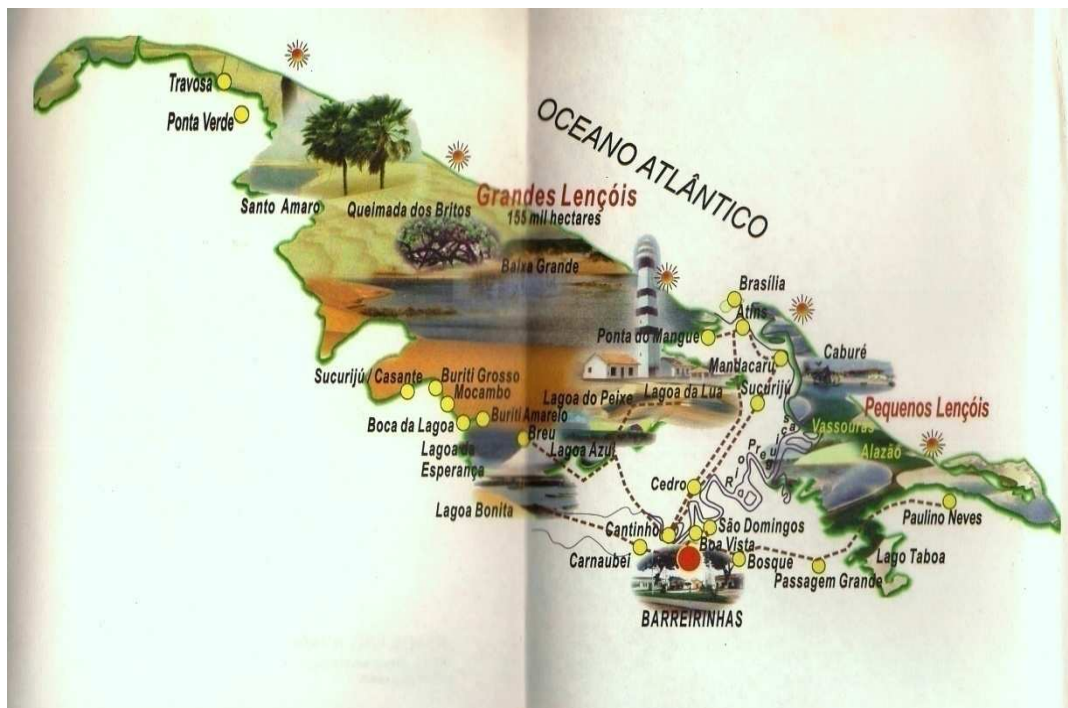 Travosa
Ponta Verde
OCEANO ATLÂNTICO
Santo Amaro
Queimada dos Britos
Grandes Lençóis
155 mil hectares
Baixa Grande
Brasília
Atins
Ponta do Mangue
Mandacaru
Caburé
Sucurijú / Casante
Buriti Grosso
Mocambo
Lagoa do Peixe
Lagoa da Lua
Sucurijú
Pequenos Lençóis
Boca da Lagoa
Buriti Amarelo
Breu
Vassouras
Lagoa da
Esperança
Lagoa Azul
Rio Preguiças
Alazão
Cedro
Lagoa Bonita
Paulino Neves
Cantinho
São Domingos
Boa Vista
Carnaubei
Bosque
Lago Taboa
Passagem Grande
BARREIRINHAS